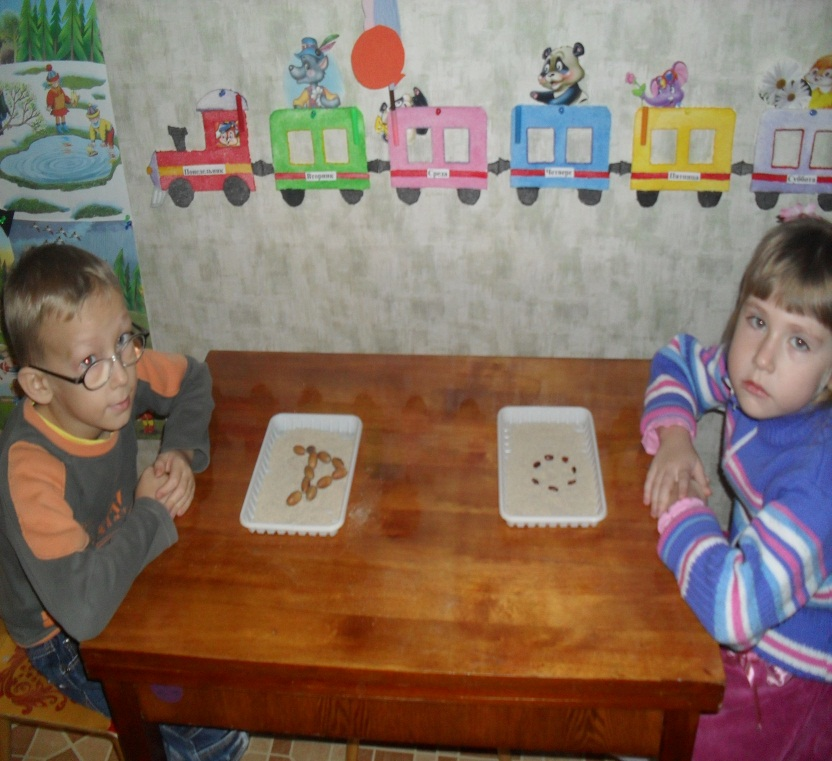 Понедельник
Вторник
Среда
Четверг
Пятница
Суббота